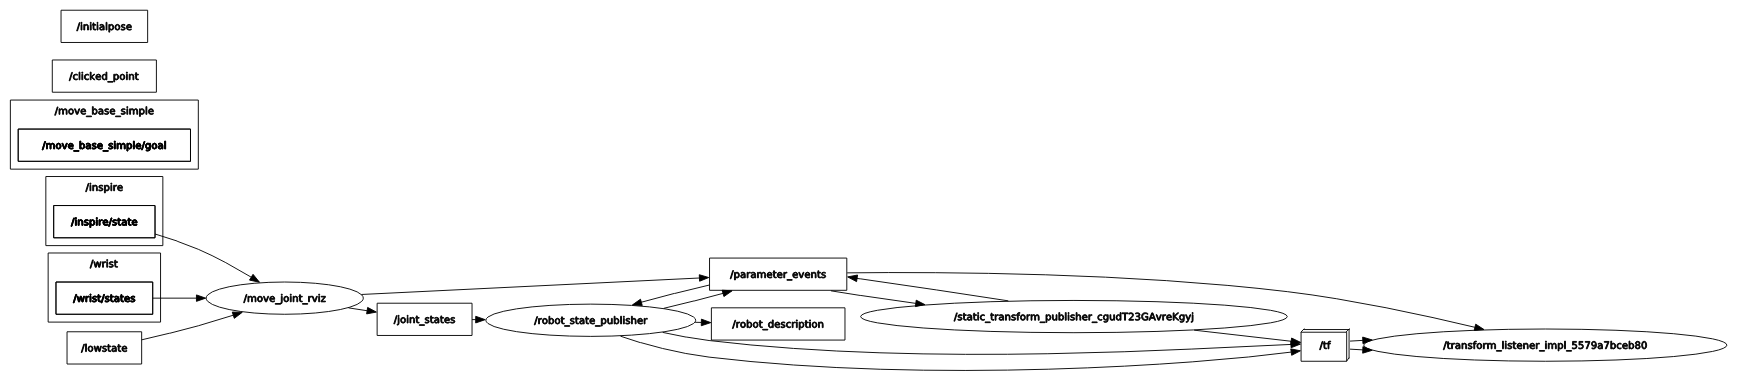 /initialpose
/clicked_point
/move_base_simple
/move_base_simple/goal
/inspire
/inspire/state
/wrist
/wrist/states
/lowstate
/move_joint_rviz
/joint_states
/robot_state_publisher
/parameter_events
/robot_description
/static_transform_publisher_cgudT23GAvreKgyj
/tf
/transform_listener_impl_5579a7bceb80